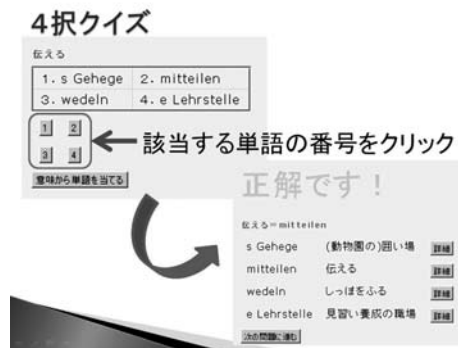 4択クイズ
伝える
1. s Gehege 2. mitteilen
3. wedeln 4. e Lehrstelle
1 2
3 4
該当する単語の番号をクリック
意味から単語を当てる
正解です！
伝える＝mitteilen
s Gehege (動物園の)囲い場 詳細
mitteilen 伝える 詳細
wedeln しっぽをふる 詳細
e Lehrstelle 見習い養成の職場 詳細
次の問題に進む